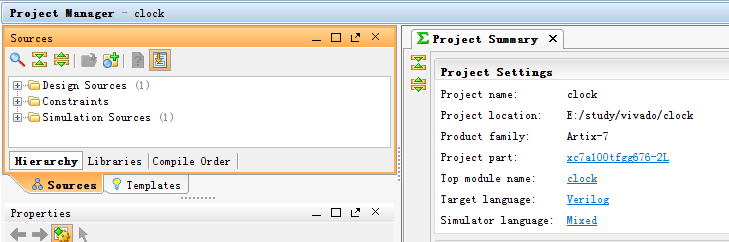 Project Manager - clock
Sources
Design Sources (1)
Constraints
Simulation Sources (1)
Hierarchy Libraries Compile Order
Sources Templates
Properties
Σ Project Summary
Project Settings
Project name: clock
Project location: E:/study/vivado/clock
Product family: Artix-7
Project part: xc7a100tfgg676-2L
Top module name: clock
Target language: Verilog
Simulator language: Mixed